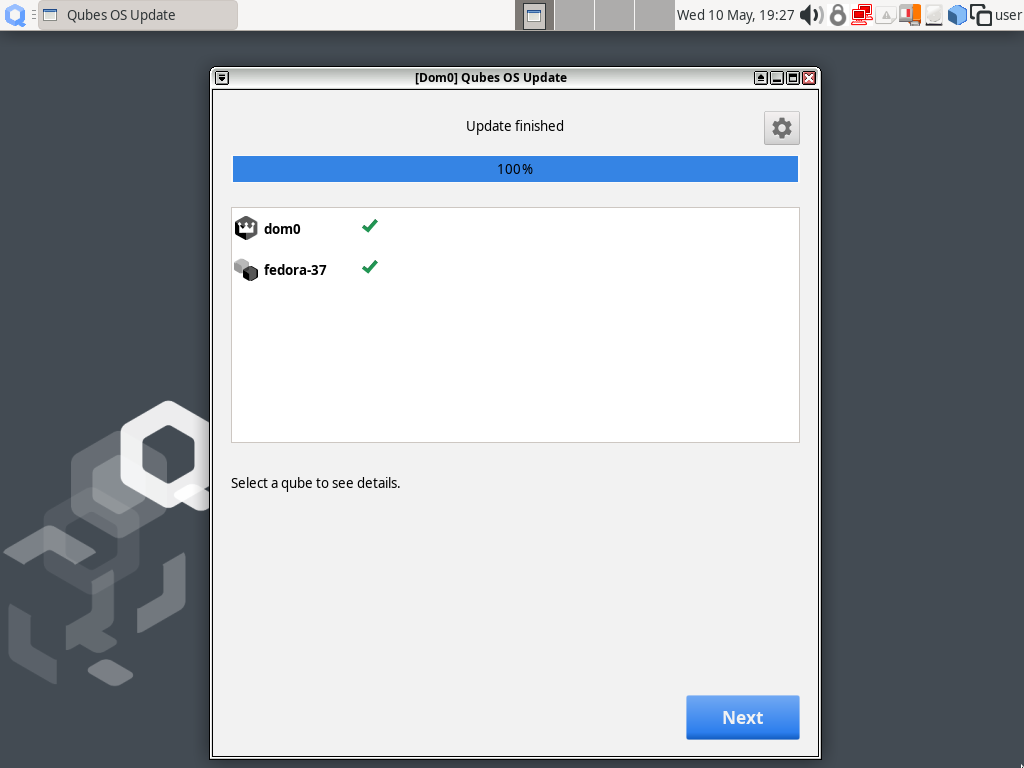 Qubes OS Update
Wed 10 May, 19:27
user
[Dom0] Qubes OS Update
Update finished
100%
dom0
fedora-37
Select a qube to see details.
Next